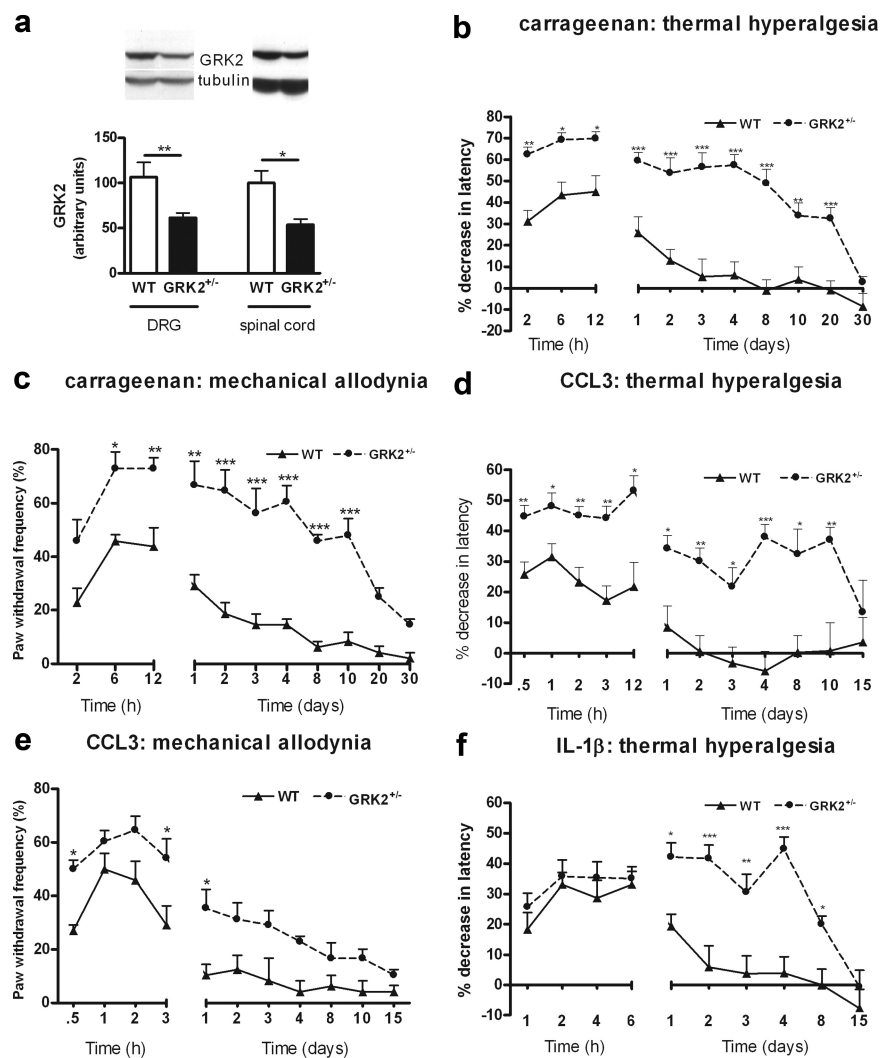 a
GRK2
tubulin
GRK2
(arbitrary units)
150
100
50
0
**
*
WT GRK2+/- WT GRK2+/-
DRG spinal cord
b
carrageenan: thermal hyperalgesia
% decrease in latency
80
70
60
50
40
30
20
10
0
-10
-20
WT GRK2+/-
** * * *** *** *** *** *** ** ***
2 6 12 1 2 3 4 8 10 20 30
Time (h) Time (days)
c
carrageenan: mechanical allodynia
Paw withdrawal frequency (%)
80
60
40
20
0
WT GRK2+/-
* ** ** *** *** *** *** ***
2 6 12 1 2 3 4 8 10 20 30
Time (h) Time (days)
d
CCL3: thermal hyperalgesia
% decrease in latency
60
50
40
30
20
10
0
-10
WT GRK2+/-
** * ** ** * * ** * *** * **
.5 1 2 3 12 1 2 3 4 8 10 15
Time (h) Time (days)
e
CCL3: mechanical allodynia
Paw withdrawal frequency (%)
80
60
40
20
0
WT GRK2+/-
* * *
.5 1 2 3 1 2 3 4 8 10 15
Time (h) Time (days)
f
IL-1β: thermal hyperalgesia
% decrease in latency
60
50
40
30
20
10
0
-10
WT GRK2+/-
* *** ** *** *
1 2 4 6 1 2 3 4 8 15
Time (h) Time (days)